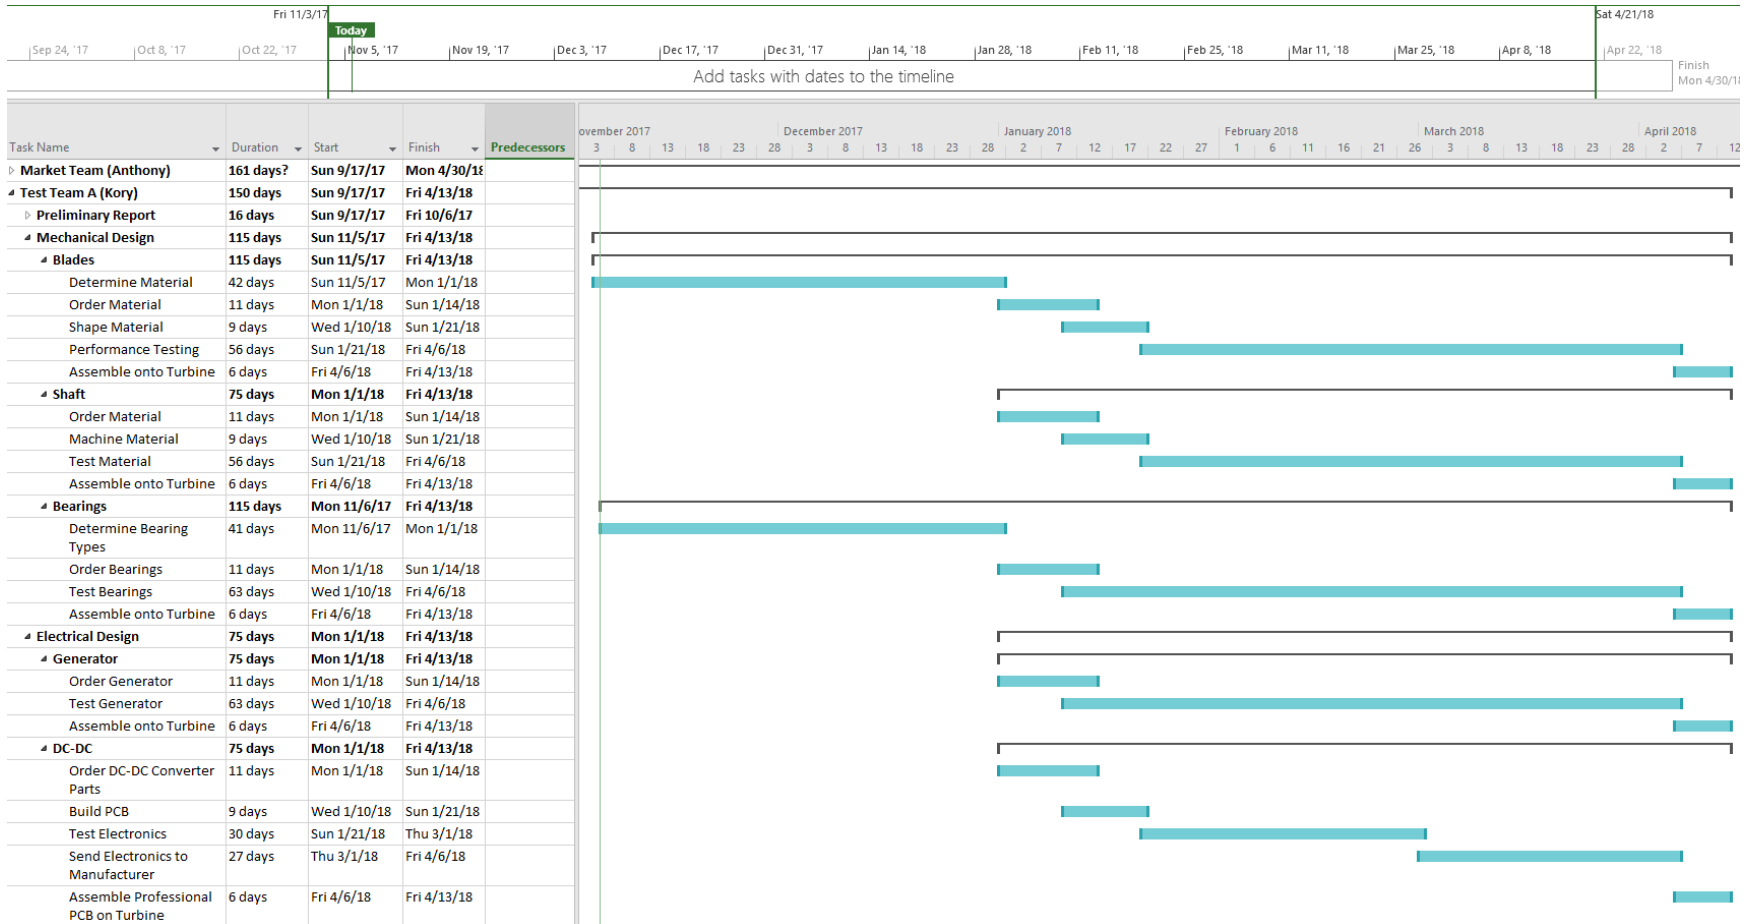 Fri 11/3/17
Sat 4/21/18
Today
Sep 24, '17 Oct 8, '17 Oct 22, '17 Nov 5, '17 Nov 19, '17 Dec 3, '17 Dec 17, '17 Dec 31, '17 Jan 14, '18 Jan 28, '18 Feb 11, '18 Feb 25, '18 Mar 11, '18 Mar 25, '18 Apr 8, '18 Apr 22, '18
Add tasks with dates to the timeline
Finish
Mon 4/30/18
ovember 2017 December 2017 January 2018 February 2018 March 2018 April 2018
Task Name Duration Start Finish Predecessors 3 8 13 18 23 28 3 8 13 18 23 28 2 7 12 17 22 27 1 6 11 16 21 26 3 8 13 18 23 28 2 7 12
Market Team (Anthony) 161 days? Sun 9/17/17 Mon 4/30/18
Test Team A (Kory) 150 days Sun 9/17/17 Fri 4/13/18
Preliminary Report 16 days Sun 9/17/17 Fri 10/6/17
Mechanical Design 115 days Sun 11/5/17 Fri 4/13/18
Blades 115 days Sun 11/5/17 Fri 4/13/18
Determine Material 42 days Sun 11/5/17 Mon 1/1/18
Order Material 11 days Mon 1/1/18 Sun 1/14/18
Shape Material 9 days Wed 1/10/18 Sun 1/21/18
Performance Testing 56 days Sun 1/21/18 Fri 4/6/18
Assemble onto Turbine 6 days Fri 4/6/18 Fri 4/13/18
Shaft 75 days Mon 1/1/18 Fri 4/13/18
Order Material 11 days Mon 1/1/18 Sun 1/14/18
Machine Material 9 days Wed 1/10/18 Sun 1/21/18
Test Material 56 days Sun 1/21/18 Fri 4/6/18
Assemble onto Turbine 6 days Fri 4/6/18 Fri 4/13/18
Bearings 115 days Mon 11/6/17 Fri 4/13/18
Determine Bearing 41 days Mon 11/6/17 Mon 1/1/18
Types
Order Bearings 11 days Mon 1/1/18 Sun 1/14/18
Test Bearings 63 days Wed 1/10/18 Fri 4/6/18
Assemble onto Turbine 6 days Fri 4/6/18 Fri 4/13/18
Electrical Design 75 days Mon 1/1/18 Fri 4/13/18
Generator 75 days Mon 1/1/18 Fri 4/13/18
Order Generator 11 days Mon 1/1/18 Sun 1/14/18
Test Generator 63 days Wed 1/10/18 Fri 4/6/18
Assemble onto Turbine 6 days Fri 4/6/18 Fri 4/13/18
DC-DC 75 days Mon 1/1/18 Fri 4/13/18
Order DC-DC Converter 11 days Mon 1/1/18 Sun 1/14/18
Parts
Build PCB 9 days Wed 1/10/18 Sun 1/21/18
Test Electronics 30 days Sun 1/21/18 Thu 3/1/18
Send Electronics to 27 days Thu 3/1/18 Fri 4/6/18
Manufacturer
Assemble Professional 6 days Fri 4/6/18 Fri 4/13/18
PCB on Turbine